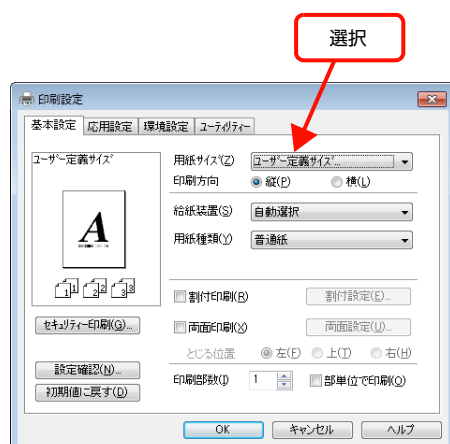 選択
印刷設定
基本設定 応用設定 環境設定 ユーティリティー
ユーザー定義サイズ
用紙サイズ(Z) ユーザー定義サイズ...
印刷方向 縦(P) 横(L)
給紙装置(S) 自動選択
用紙種類(Y) 普通紙
A
1 1 2 2 3 3
割付印刷(R) 割付設定(E)...
セキュリティー印刷(G)... 両面印刷(X) 両面設定(U)...
とじる位置 左(F) 上(T) 右(H)
設定確認(N)...
印刷部数(I) 1 部単位で印刷(O)
初期値に戻す(D)
OK キャンセル ヘルプ